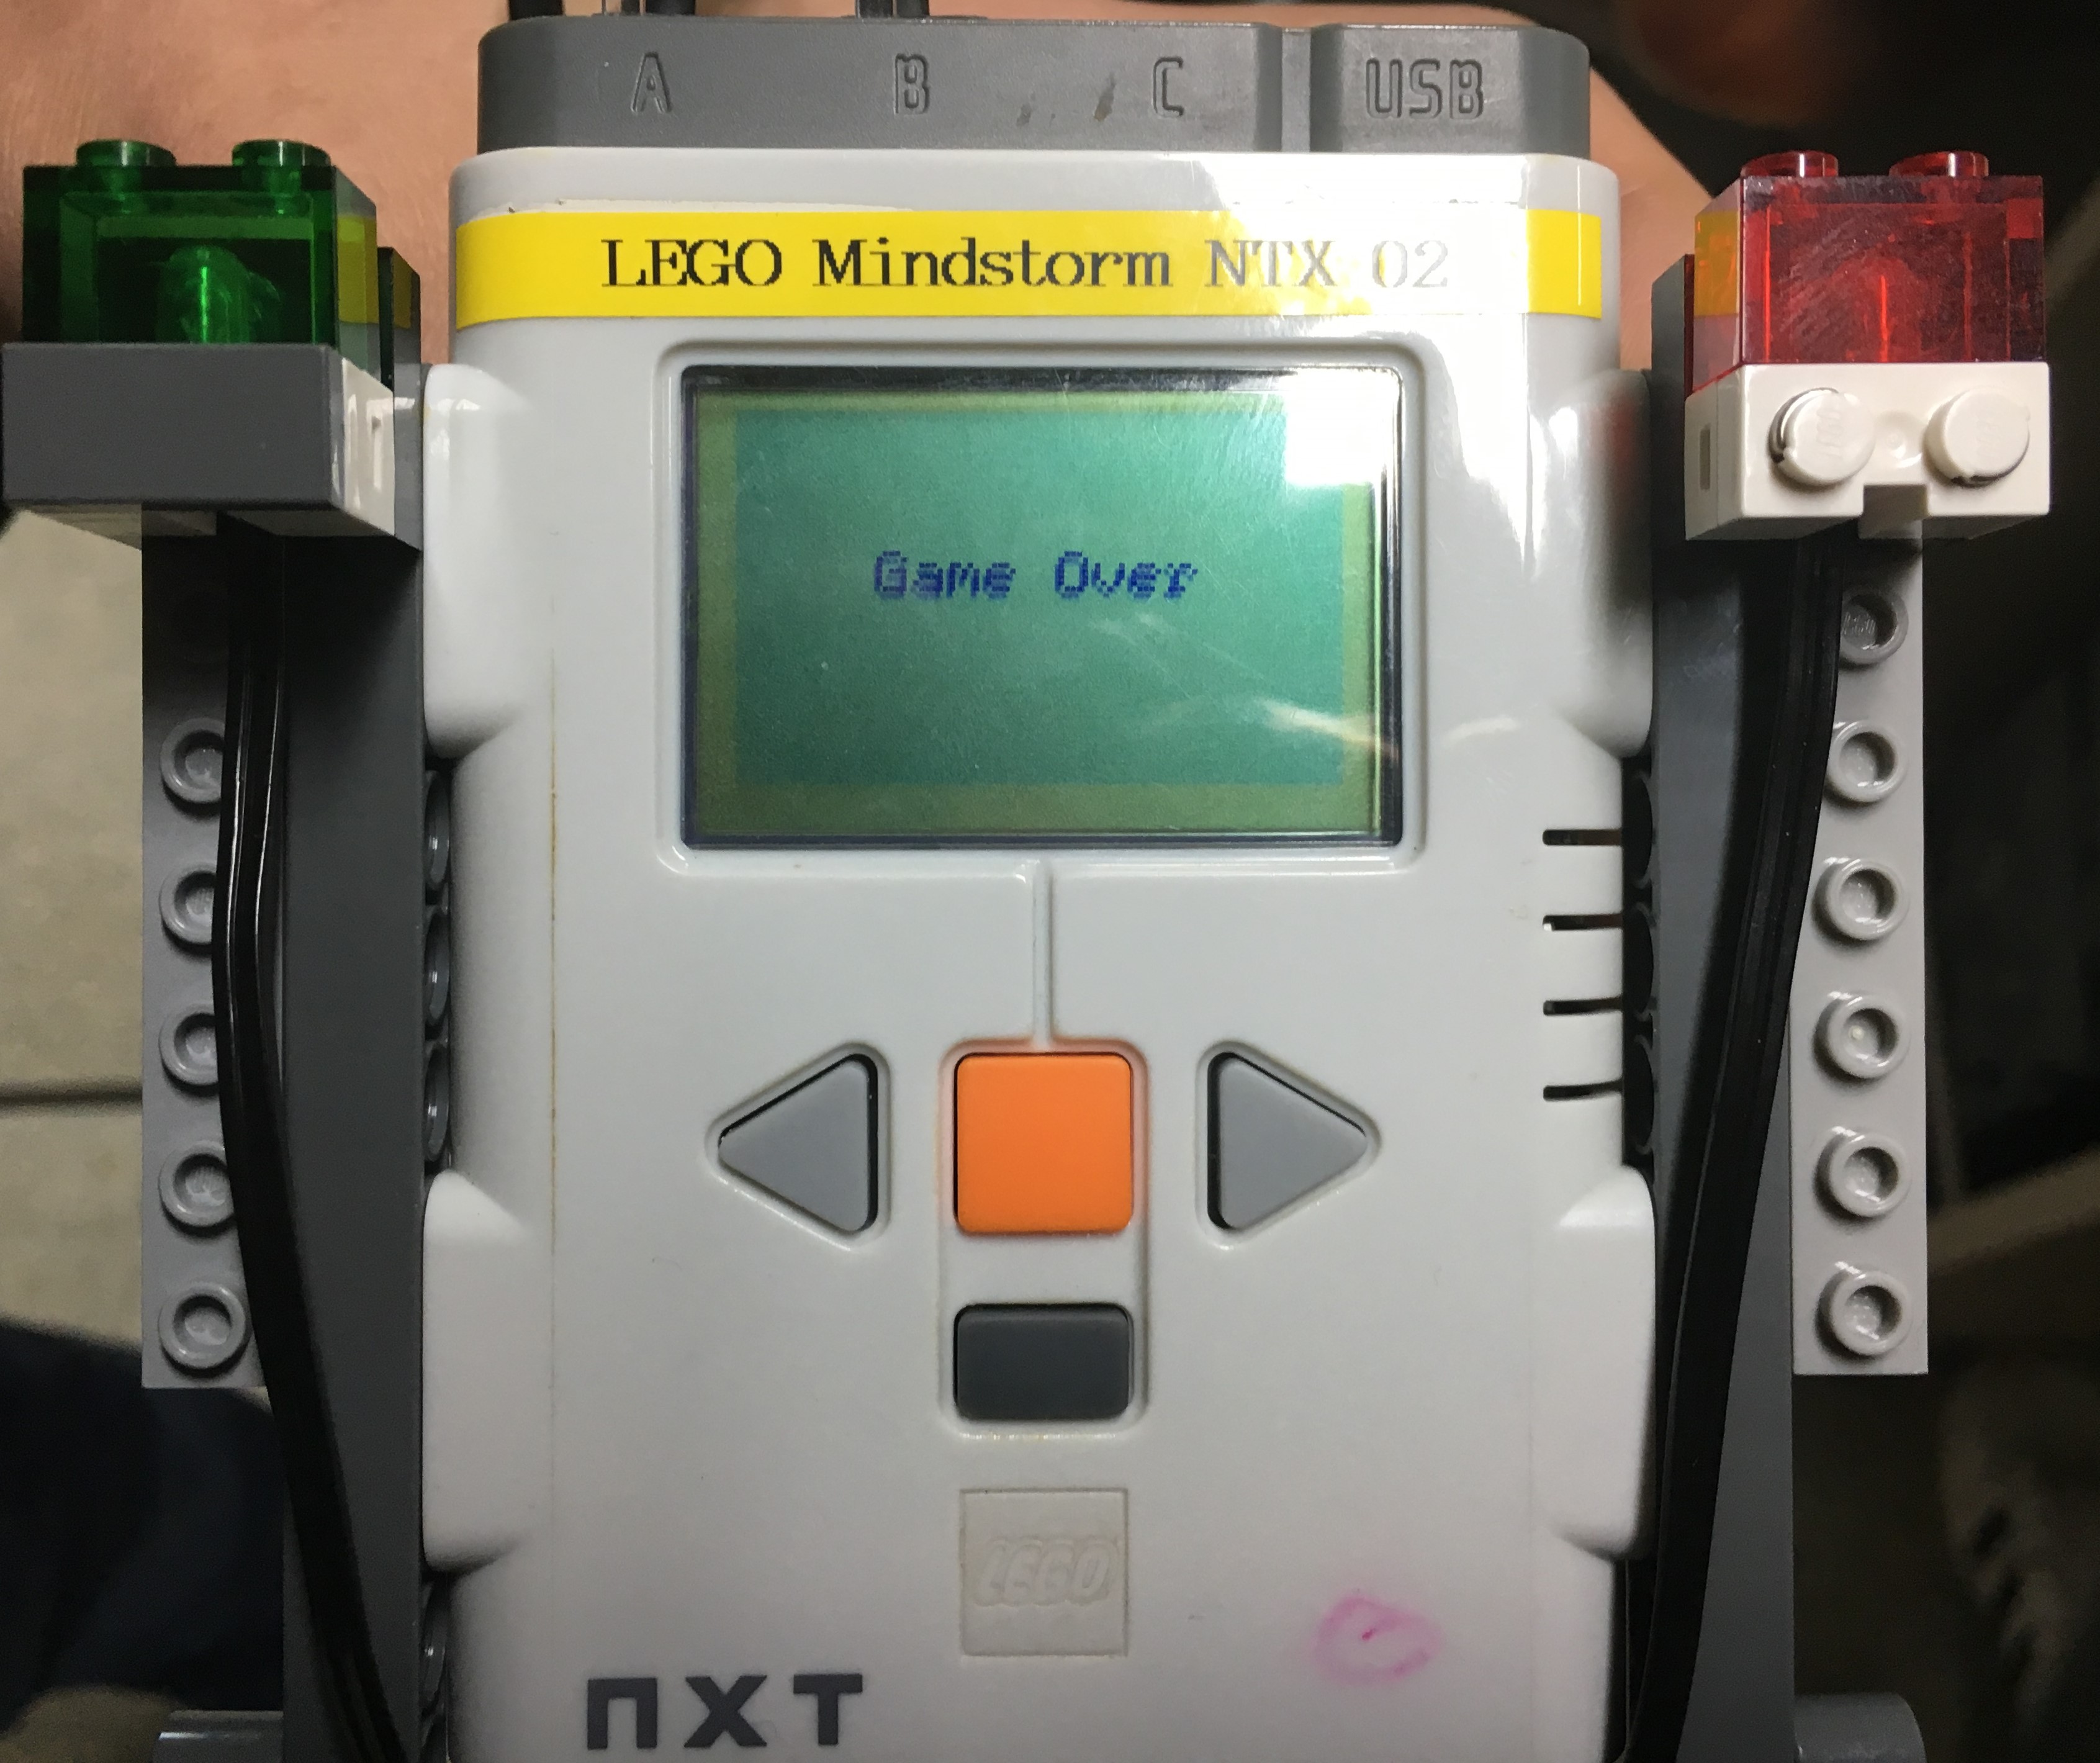 A B C USB
LEGO Mindstorm NTX 02
Game Over
LEGO
nxT